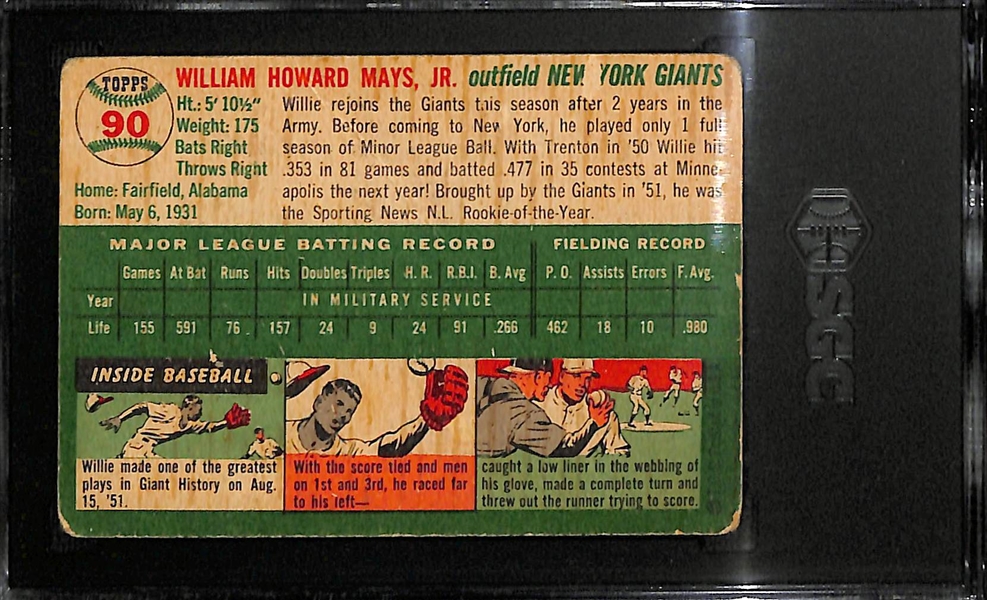 TOPPS
90
WILLIAM HOWARD MAYS, JR. outfield NEW YORK GIANTS
Ht.: 5' 10½"
Weight: 175
Bats Right
Throws Right
Home: Fairfield, Alabama
Born: May 6, 1931
Willie rejoins the Giants this season after 2 years in the
Army. Before coming to New York, he played only 1 full
season of Minor League Ball. With Trenton in '50 Willie hit
.353 in 81 games and batted .477 in 35 contests at Minne-
apolis the next year! Brought up by the Giants in '51, he was
the Sporting News N.L. Rookie-of-the-Year.
MAJOR LEAGUE BATTING RECORD FIELDING RECORD
Games At Bat Runs Hits Doubles Triples H.R. R.B.I. B. Avg P.O. Assists Errors F. Avg.
Year IN MILITARY SERVICE
Life 155 591 76 157 24 9 24 91 .266 462 18 10 .980
INSIDE BASEBALL
Willie made one of the greatest
plays in Giant History on Aug.
15, '51.
With the score tied and men
on 1st and 3rd, he raced far
to his left—
caught a low liner in the webbing of
his glove, made a complete turn and
threw out the runner trying to score.
SGC